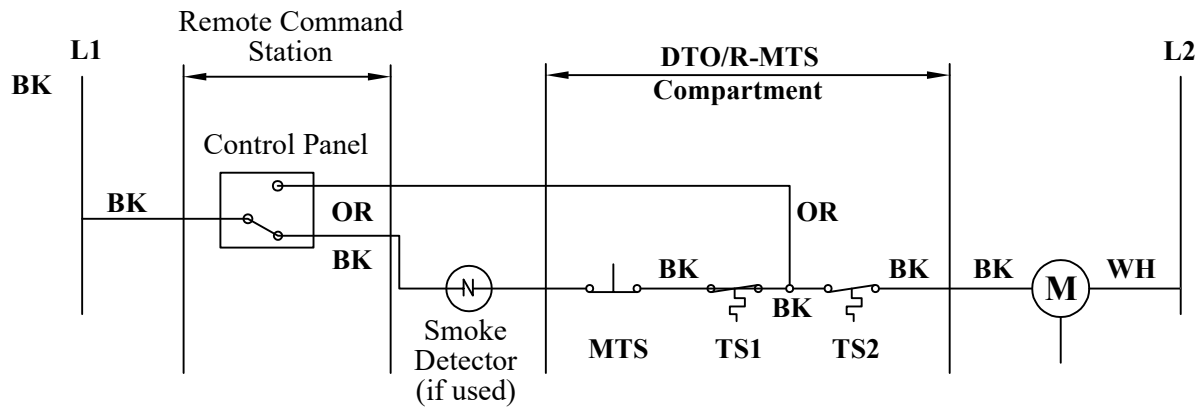 Remote Command
Station
L1
BK
DTO/R-MTS
Compartment
L2
Control Panel
BK
OR
BK
OR
BK
BK
BK
BK
WH
N
M
Smoke
Detector
(if used)
MTS
TS1
TS2